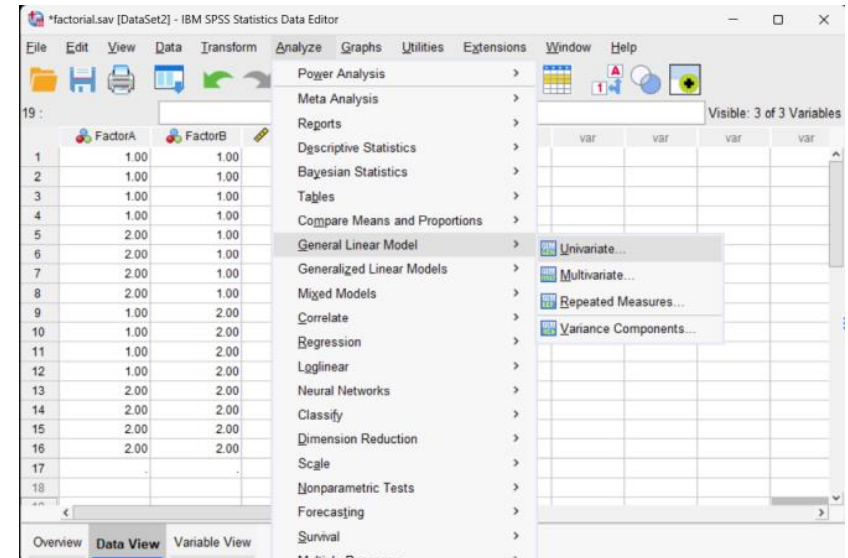 *factorial.sav [DataSet2] - IBM SPSS Statistics Data Editor
File Edit View Data Transform Analyze Graphs Utilities Extensions Window Help
19 :
Visible: 3 of 3 Variables
FactorA FactorB var var var var
1 1.00 1.00
2 1.00 1.00
3 1.00 1.00
4 1.00 1.00
5 2.00 1.00
6 2.00 1.00
7 2.00 1.00
8 2.00 1.00
9 1.00 2.00
10 1.00 2.00
11 1.00 2.00
12 1.00 2.00
13 2.00 2.00
14 2.00 2.00
15 2.00 2.00
16 2.00 2.00
17 . .
18
Power Analysis
Meta Analysis
Reports
Descriptive Statistics
Bayesian Statistics
Tables
Compare Means and Proportions
General Linear Model
Generalized Linear Models
Mixed Models
Correlate
Regression
Loglinear
Neural Networks
Classify
Dimension Reduction
Scale
Nonparametric Tests
Forecasting
Survival
Univariate...
Multivariate...
Repeated Measures...
Variance Components...
Overview Data View Variable View